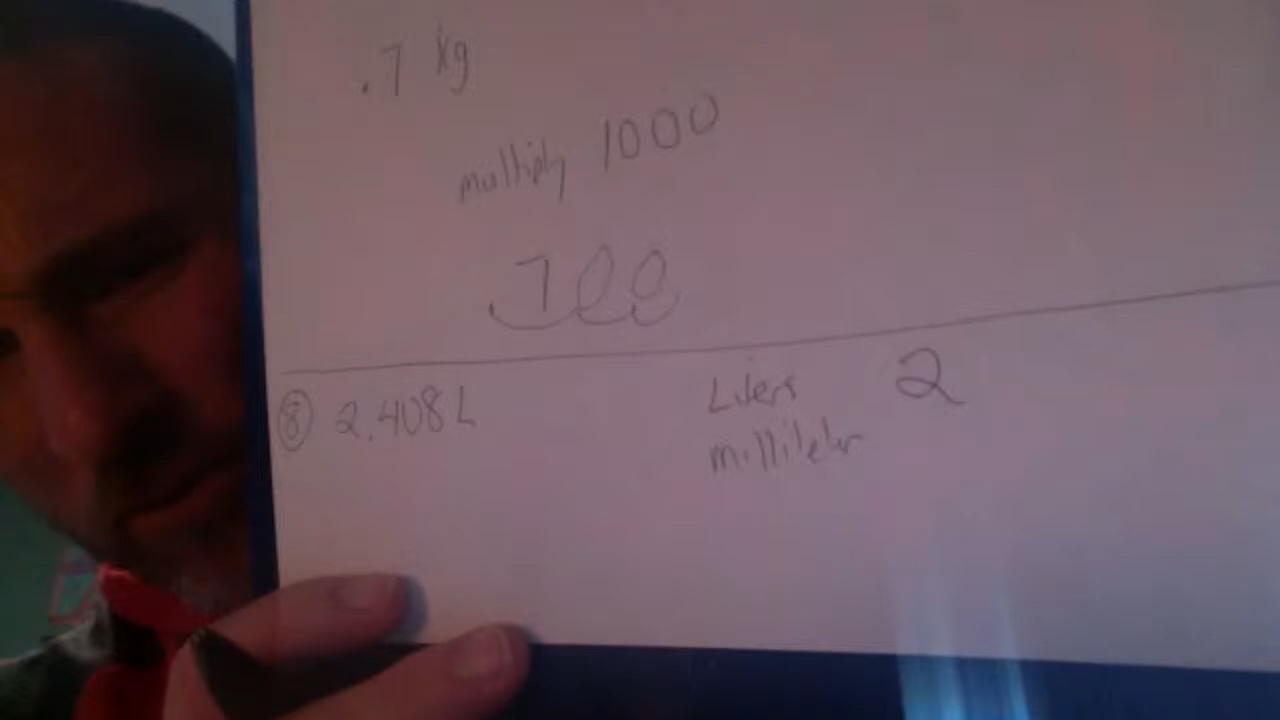 .7 kg
multiply 1000
.700
⑧ 2.408 L
Liters 2
milliliter